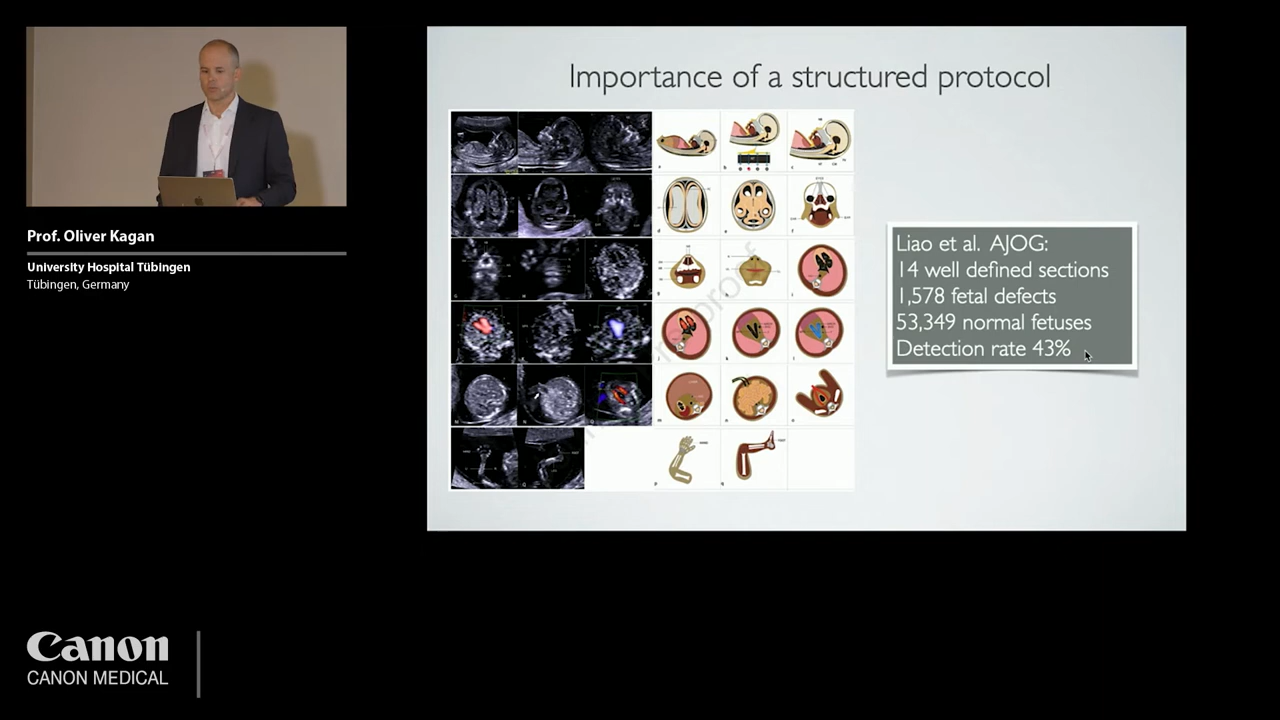 Importance of a structured protocol
Liao et al. AJOG:
14 well defined sections
1,578 fetal defects
53,349 normal fetuses
Detection rate 43%
Prof. Oliver Kagan
University Hospital Tübingen
Tübingen, Germany
Canon
CANON MEDICAL